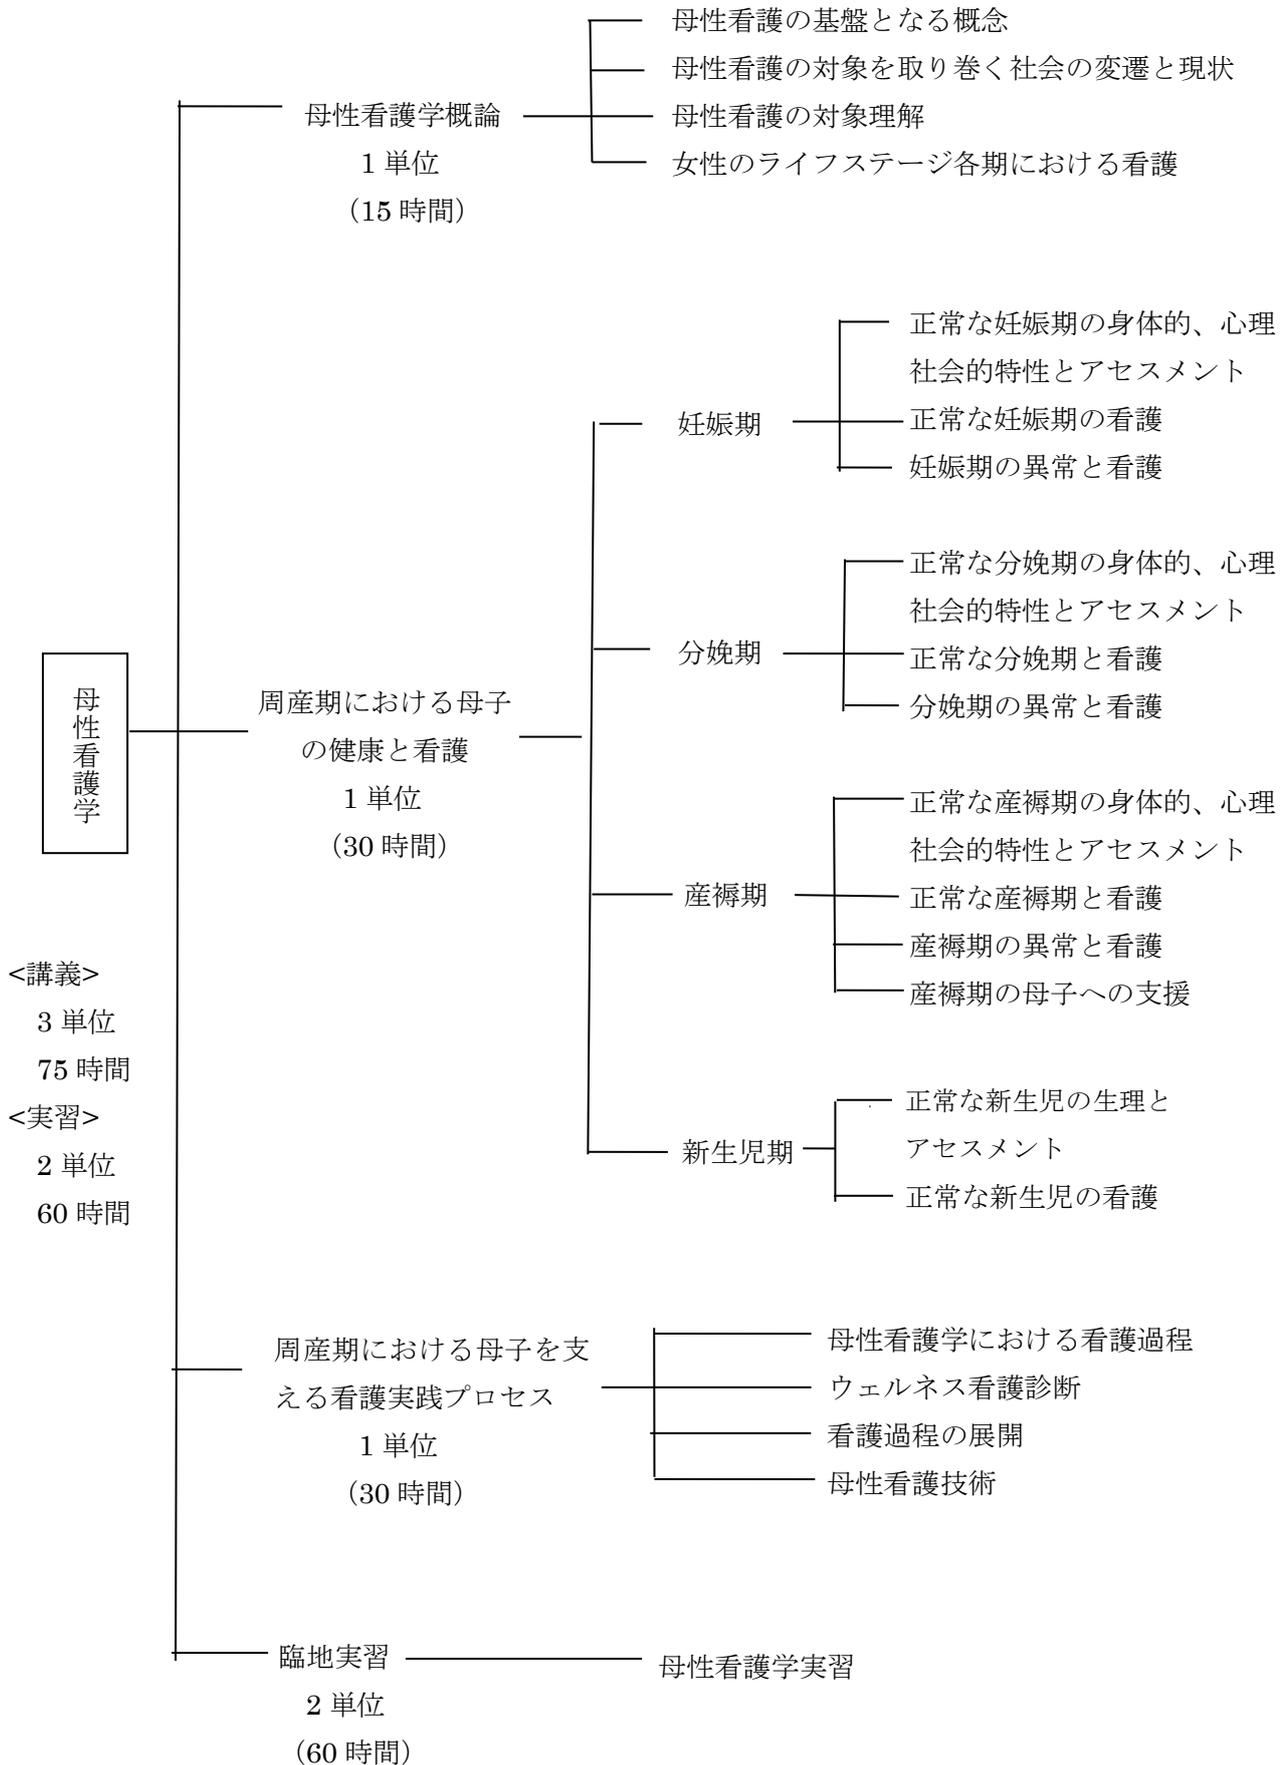 母性看護学
<講義>
3 単位
75 時間
<実習>
2 単位
60 時間
母性看護学概論
1 単位
（15 時間）
母性看護の基盤となる概念
母性看護の対象を取り巻く社会の変遷と現状
母性看護の対象理解
女性のライフステージ各期における看護
周産期における母子
の健康と看護
1 単位
（30 時間）
妊娠期
正常な妊娠期の身体的、心理
社会的特性とアセスメント
正常な妊娠期の看護
妊娠期の異常と看護
分娩期
正常な分娩期の身体的、心理
社会的特性とアセスメント
正常な分娩期と看護
分娩期の異常と看護
産褥期
正常な産褥期の身体的、心理
社会的特性とアセスメント
正常な産褥期と看護
産褥期の異常と看護
産褥期の母子への支援
新生児期
正常な新生児の生理と
アセスメント
正常な新生児の看護
周産期における母子を支
える看護実践プロセス
1 単位
（30 時間）
母性看護学における看護過程
ウェルネス看護診断
看護過程の展開
母性看護技術
臨地実習
2 単位
（60 時間）
母性看護学実習